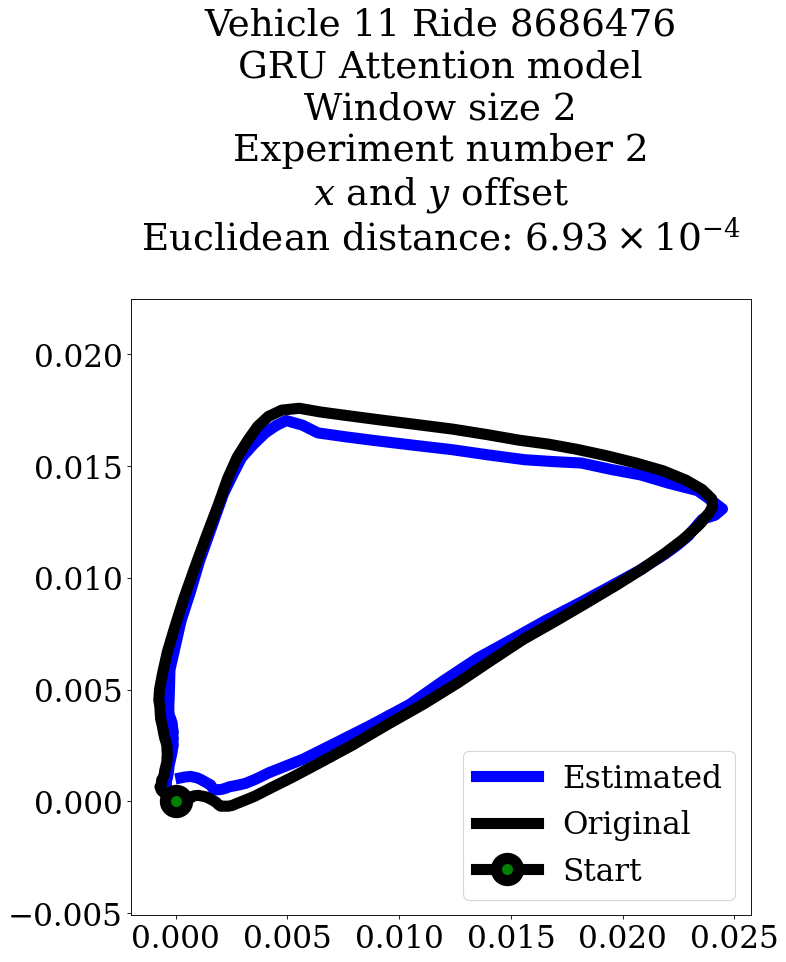 Vehicle 11 Ride 8686476
GRU Attention model
Window size 2
Experiment number 2
x and y offset
Euclidean distance: 6.93 × 10⁻⁴
0.020
0.015
0.010
0.005
0.000
−0.005
0.000 0.005 0.010 0.015 0.020 0.025
Estimated
Original
Start